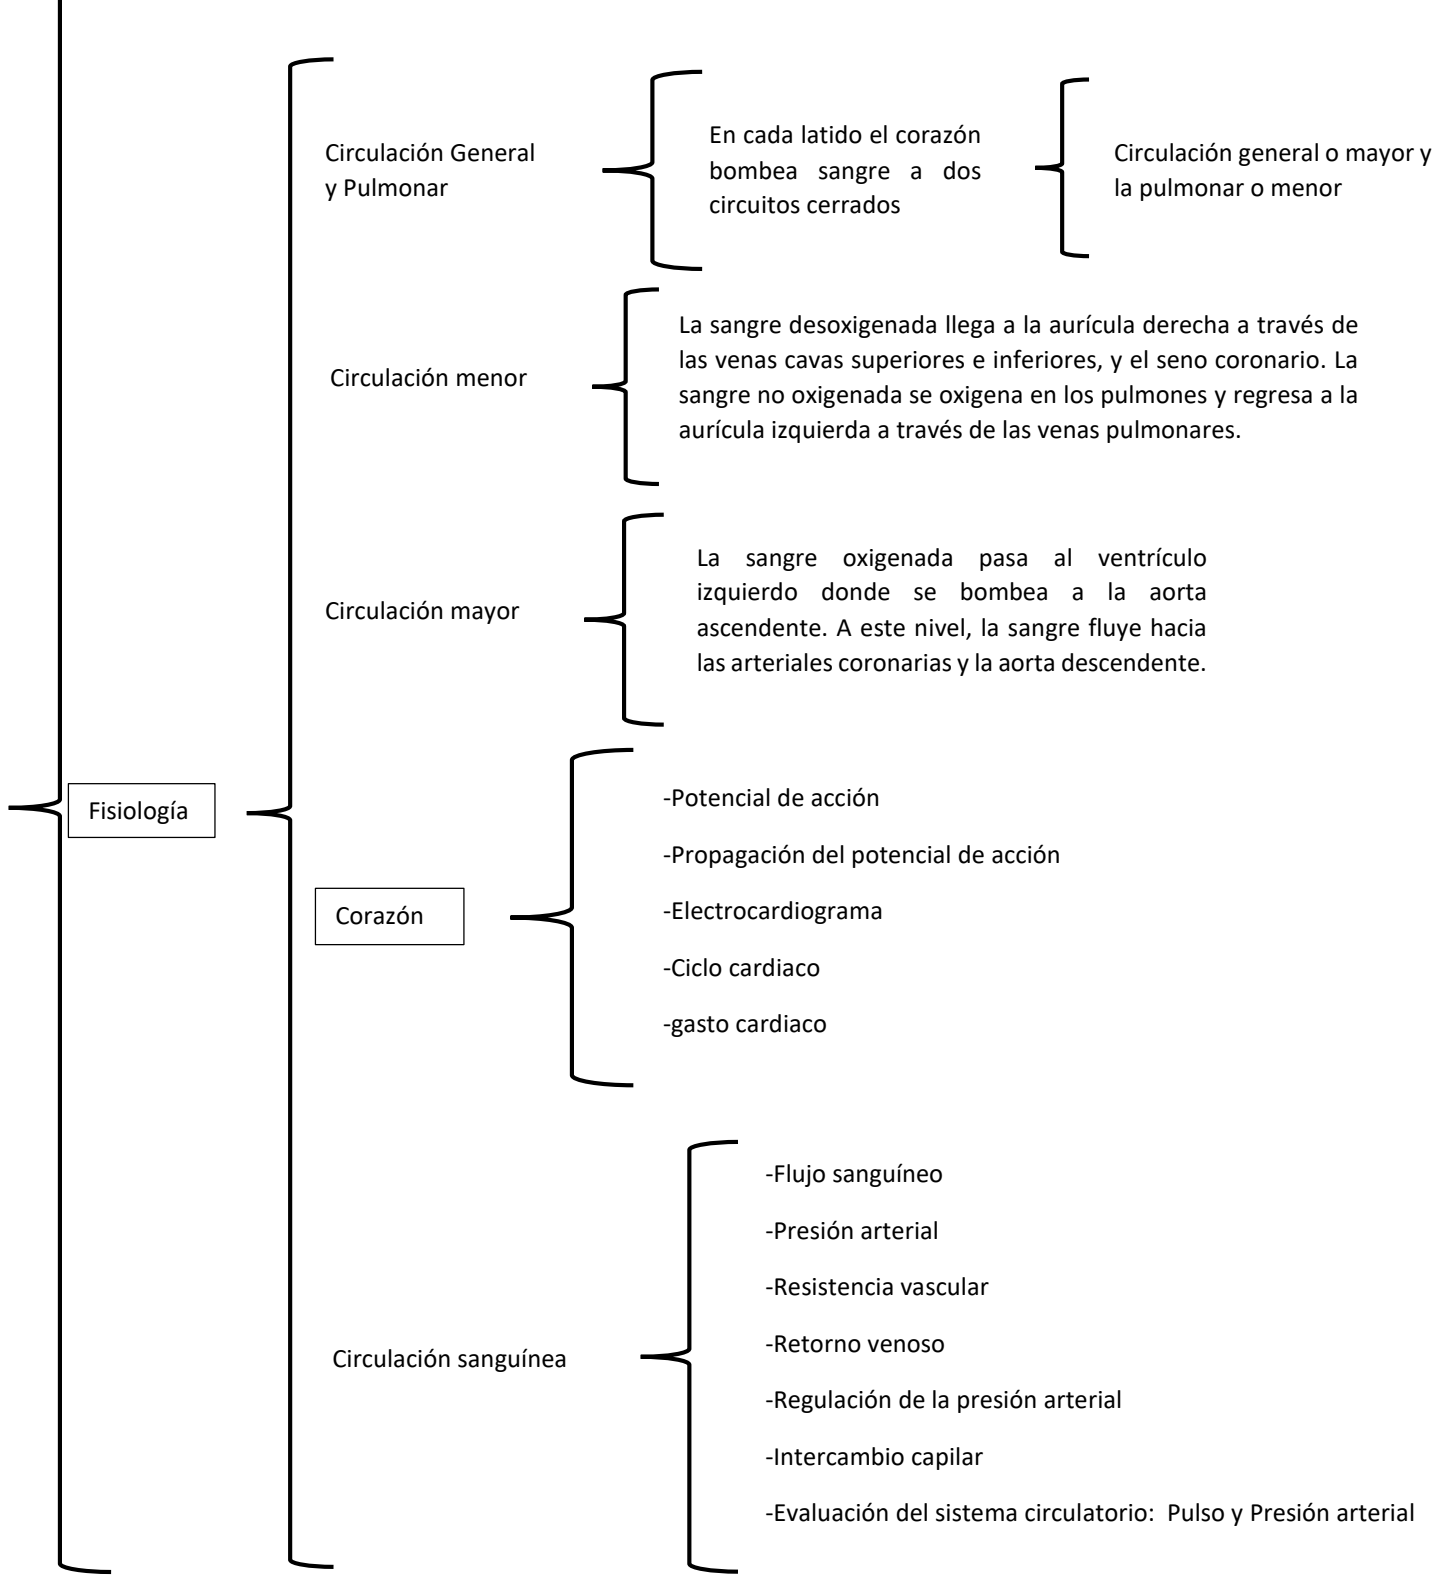 Circulación General
y Pulmonar
En cada latido el corazón
bombea sangre a dos
circuitos cerrados
Circulación general o mayor y
la pulmonar o menor
Circulación menor
La sangre desoxigenada llega a la aurícula derecha a través de
las venas cavas superiores e inferiores, y el seno coronario. La
sangre no oxigenada se oxigena en los pulmones y regresa a la
aurícula izquierda a través de las venas pulmonares.
Circulación mayor
La sangre oxigenada pasa al ventrículo
izquierdo donde se bombea a la aorta
ascendente. A este nivel, la sangre fluye hacia
las arteriales coronarias y la aorta descendente.
Fisiología
Corazón
-Potencial de acción
-Propagación del potencial de acción
-Electrocardiograma
-Ciclo cardiaco
-gasto cardiaco
Circulación sanguínea
-Flujo sanguíneo
-Presión arterial
-Resistencia vascular
-Retorno venoso
-Regulación de la presión arterial
-Intercambio capilar
-Evaluación del sistema circulatorio:  Pulso y Presión arterial